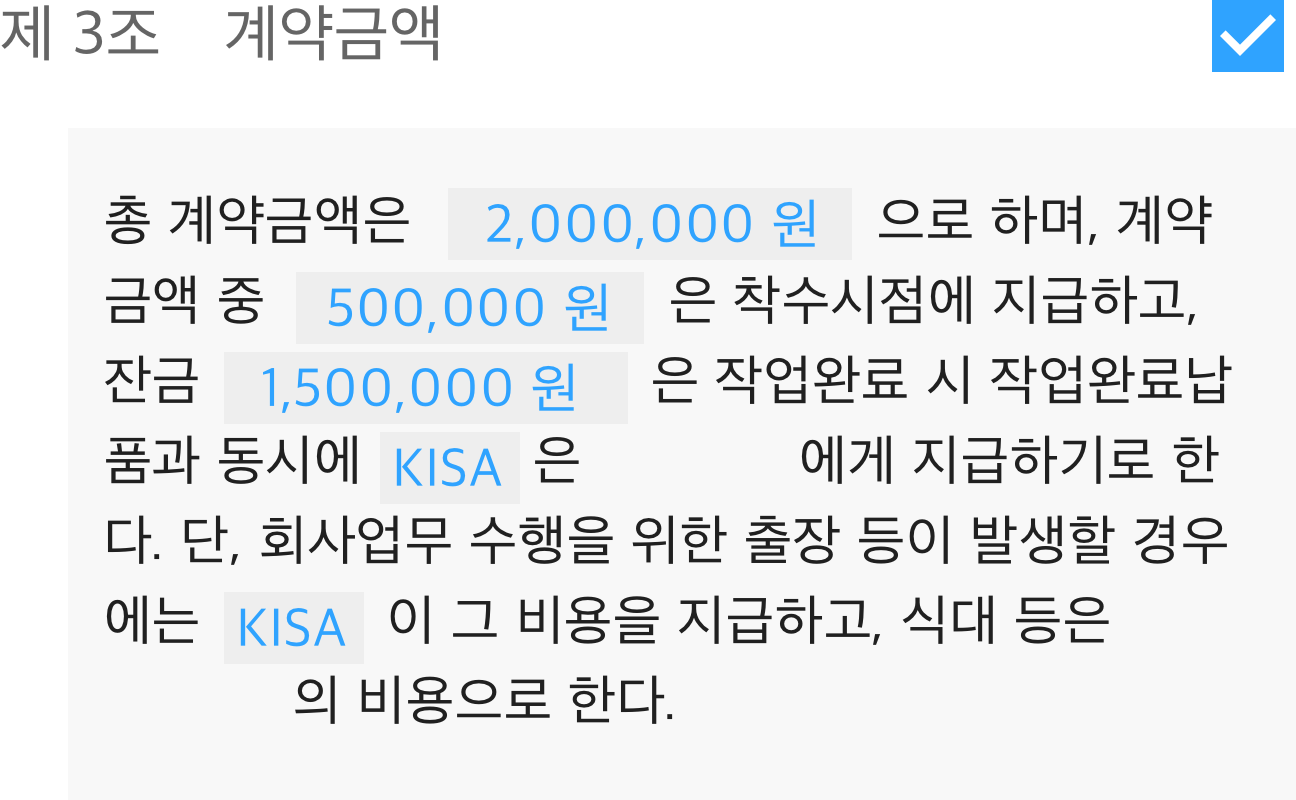 제 3조 계약금액
총 계약금액은 2,000,000 원 으로 하며, 계약
금액 중 500,000 원 은 착수시점에 지급하고,
잔금 1,500,000 원 은 작업완료 시 작업완료납
품과 동시에 KISA 은 에게 지급하기로 한
다. 단, 회사업무 수행을 위한 출장 등이 발생할 경우
에는 KISA 이 그 비용을 지급하고, 식대 등은
의 비용으로 한다.